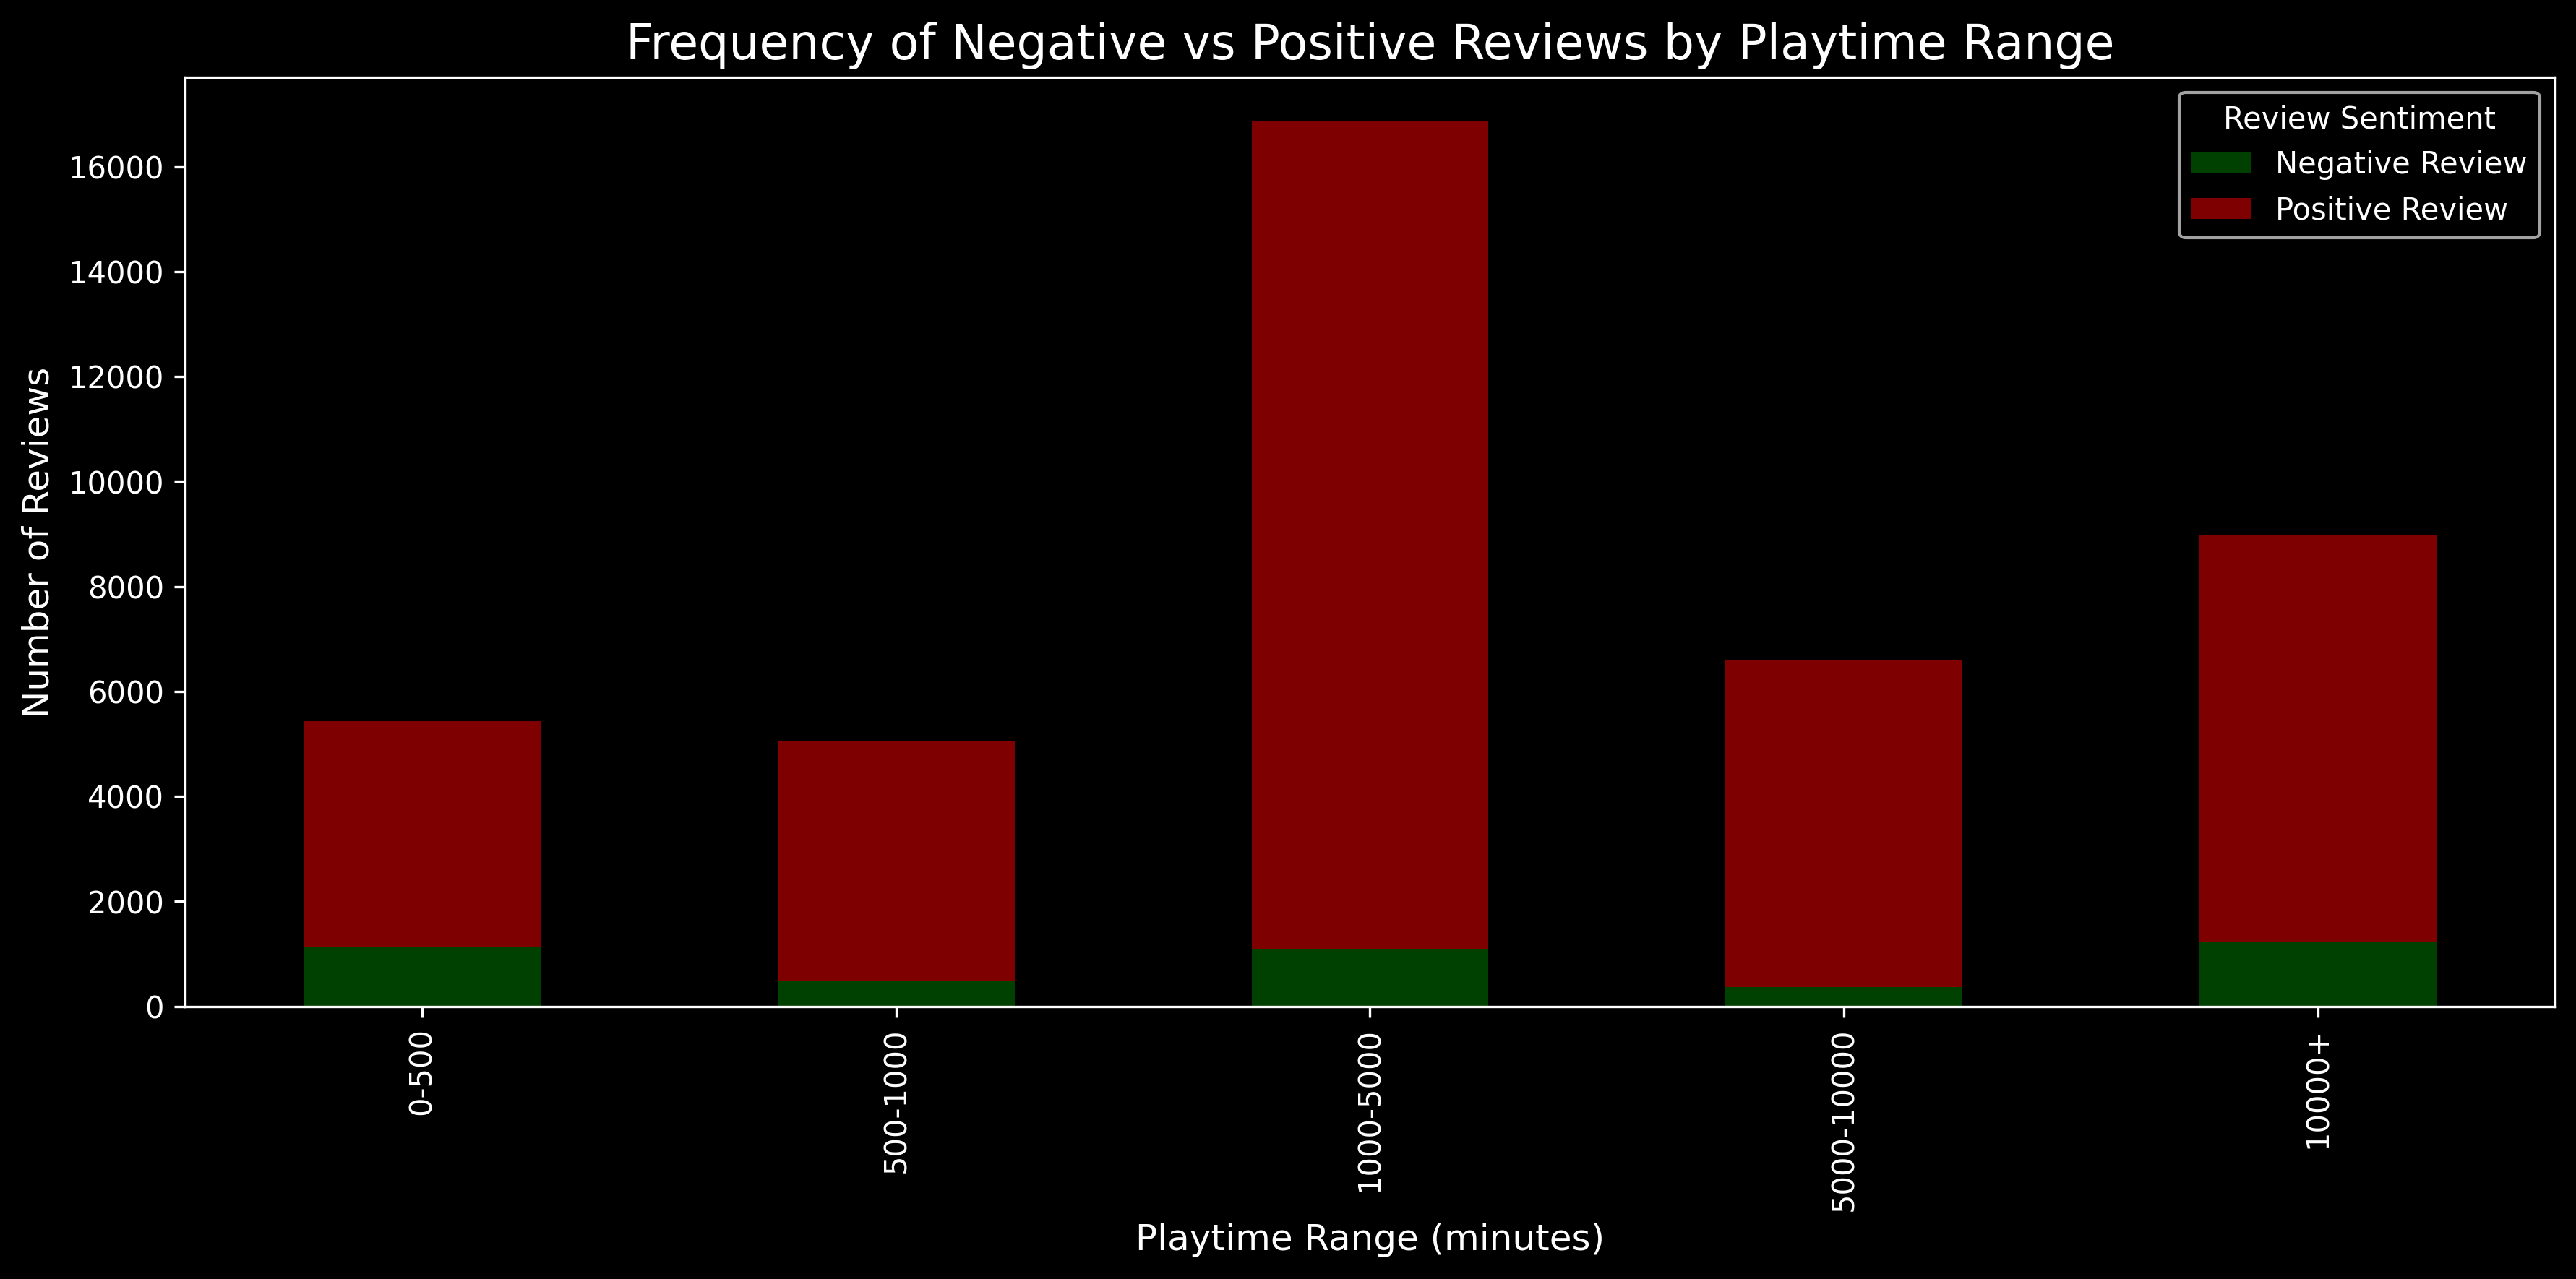 Frequency of Negative vs Positive Reviews by Playtime Range
Review Sentiment
Negative Review
Positive Review
Number of Reviews
16000
14000
12000
10000
8000
6000
4000
2000
0
0-500
500-1000
1000-5000
5000-10000
10000+
Playtime Range (minutes)